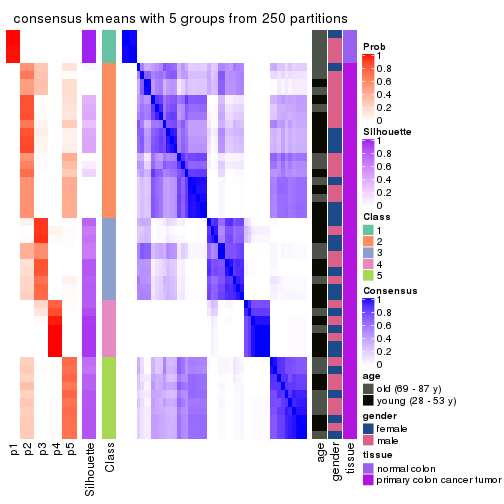 consensus kmeans with 5 groups from 250 partitions
Prob
1
0.8
0.6
0.4
0.2
0
Silhouette
1
0.8
0.6
0.4
0.2
0
Class
1
2
3
4
5
Consensus
1
0.8
0.6
0.4
0.2
0
age
old (69 - 87 y)
young (28 - 53 y)
gender
female
male
tissue
normal colon
primary colon cancer tumor
p1
p2
p3
p4
p5
Silhouette
Class
age
gender
tissue